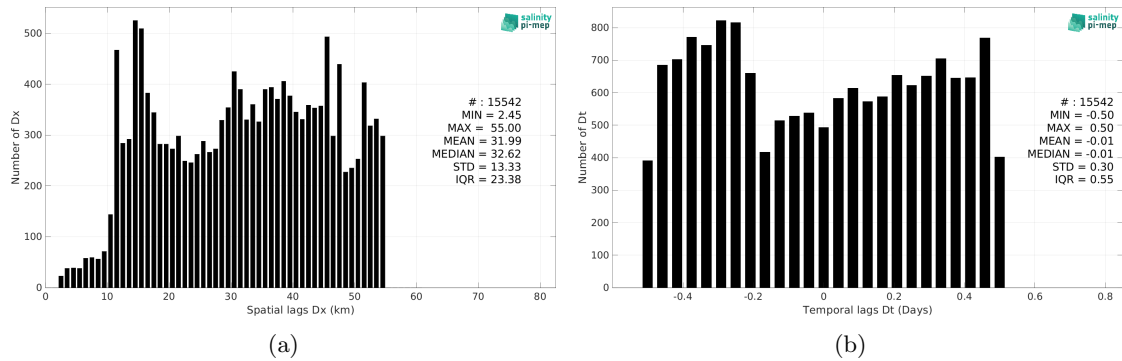 salinity
pi-mep
500
400
300
200
100
0
Number of Dx
# : 15542
MIN = 2.45
MAX = 55.00
MEAN = 31.99
MEDIAN = 32.62
STD = 13.33
IQR = 23.38
0 10 20 30 40 50 60 70 80
Spatial lags Dx (km)
(a)
salinity
pi-mep
800
700
600
500
400
300
200
100
0
Number of Dt
# : 15542
MIN = -0.50
MAX = 0.50
MEAN = -0.01
MEDIAN = -0.01
STD = 0.30
IQR = 0.55
-0.4 -0.2 0 0.2 0.4 0.6 0.8
Temporal lags Dt (Days)
(b)